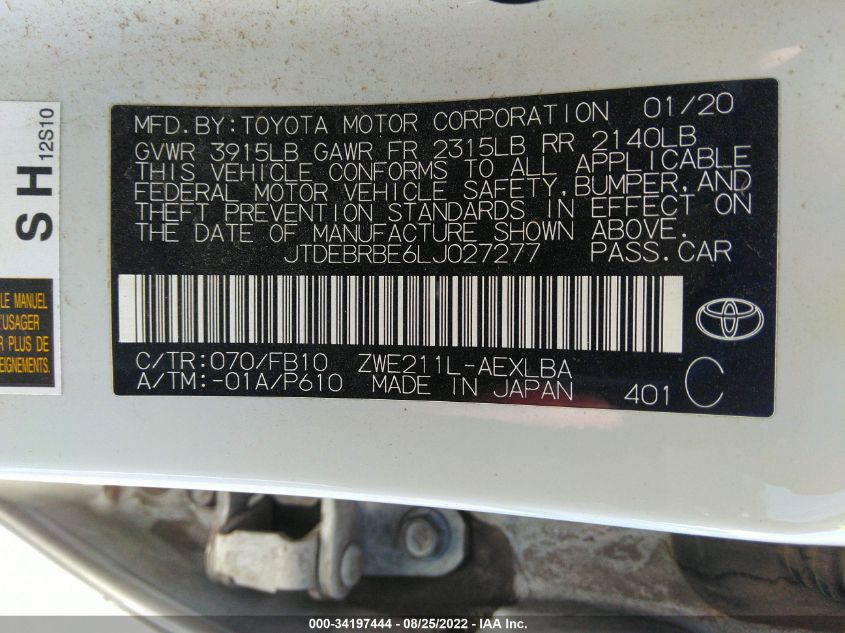 MFD.BY:TOYOTA MOTOR CORPORATION 01/20
GVWR 3915LB GAWR FR 2315LB RR 2140LB
THIS VEHICLE CONFORMS TO ALL APPLICABLE
FEDERAL MOTOR VEHICLE SAFETY,BUMPER,AND
THEFT PREVENTION STANDARDS IN EFFECT ON
THE DATE OF MANUFACTURE SHOWN ABOVE.
JTDEBRBE6LJ027277 PASS.CAR
C/TR:070/FB10 ZWE211L-AEXLBA
A/TM:-01A/P610 MADE IN JAPAN 401 C
SH
12S10
LE MANUEL
'USAGER
R PLUS DE
EIGNEMENTS.
000-34197444 - 08/25/2022 - IAA Inc.